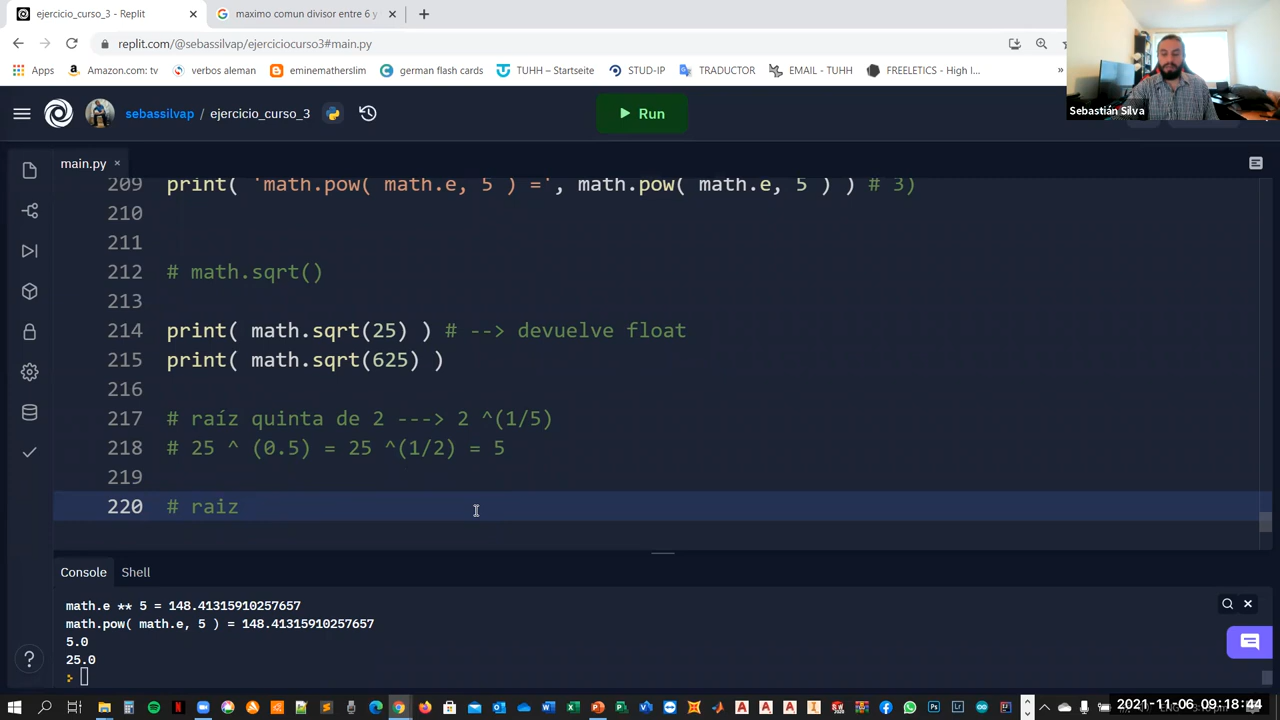 ejercicio_curso_3 - Replit
maximo comun divisor entre 6 y
replit.com/@sebassilvap/ejerciciocurso3#main.py
Apps
Amazon.com: tv
verbos aleman
eminemathslim
german flash cards
TUHH – Startseite
STUD-IP
TRADUCTOR
EMAIL - TUHH
FREELETICS - High I...
Sebastián Silva
sebassilvap / ejercicio_curso_3
Run
main.py
209 print( 'math.pow( math.e, 5 ) =', math.pow( math.e, 5 ) ) # 3)
210
211
212 # math.sqrt()
213
214 print( math.sqrt(25) ) # --> devuelve float
215 print( math.sqrt(625) )
216
217 # raíz quinta de 2 ---> 2 ^(1/5)
218 # 25 ^ (0.5) = 25 ^(1/2) = 5
219
220 # raiz
Console Shell
math.e ** 5 = 148.41315910257657
math.pow( math.e, 5 ) = 148.41315910257657
5.0
25.0
2021-11-06 09:18:44